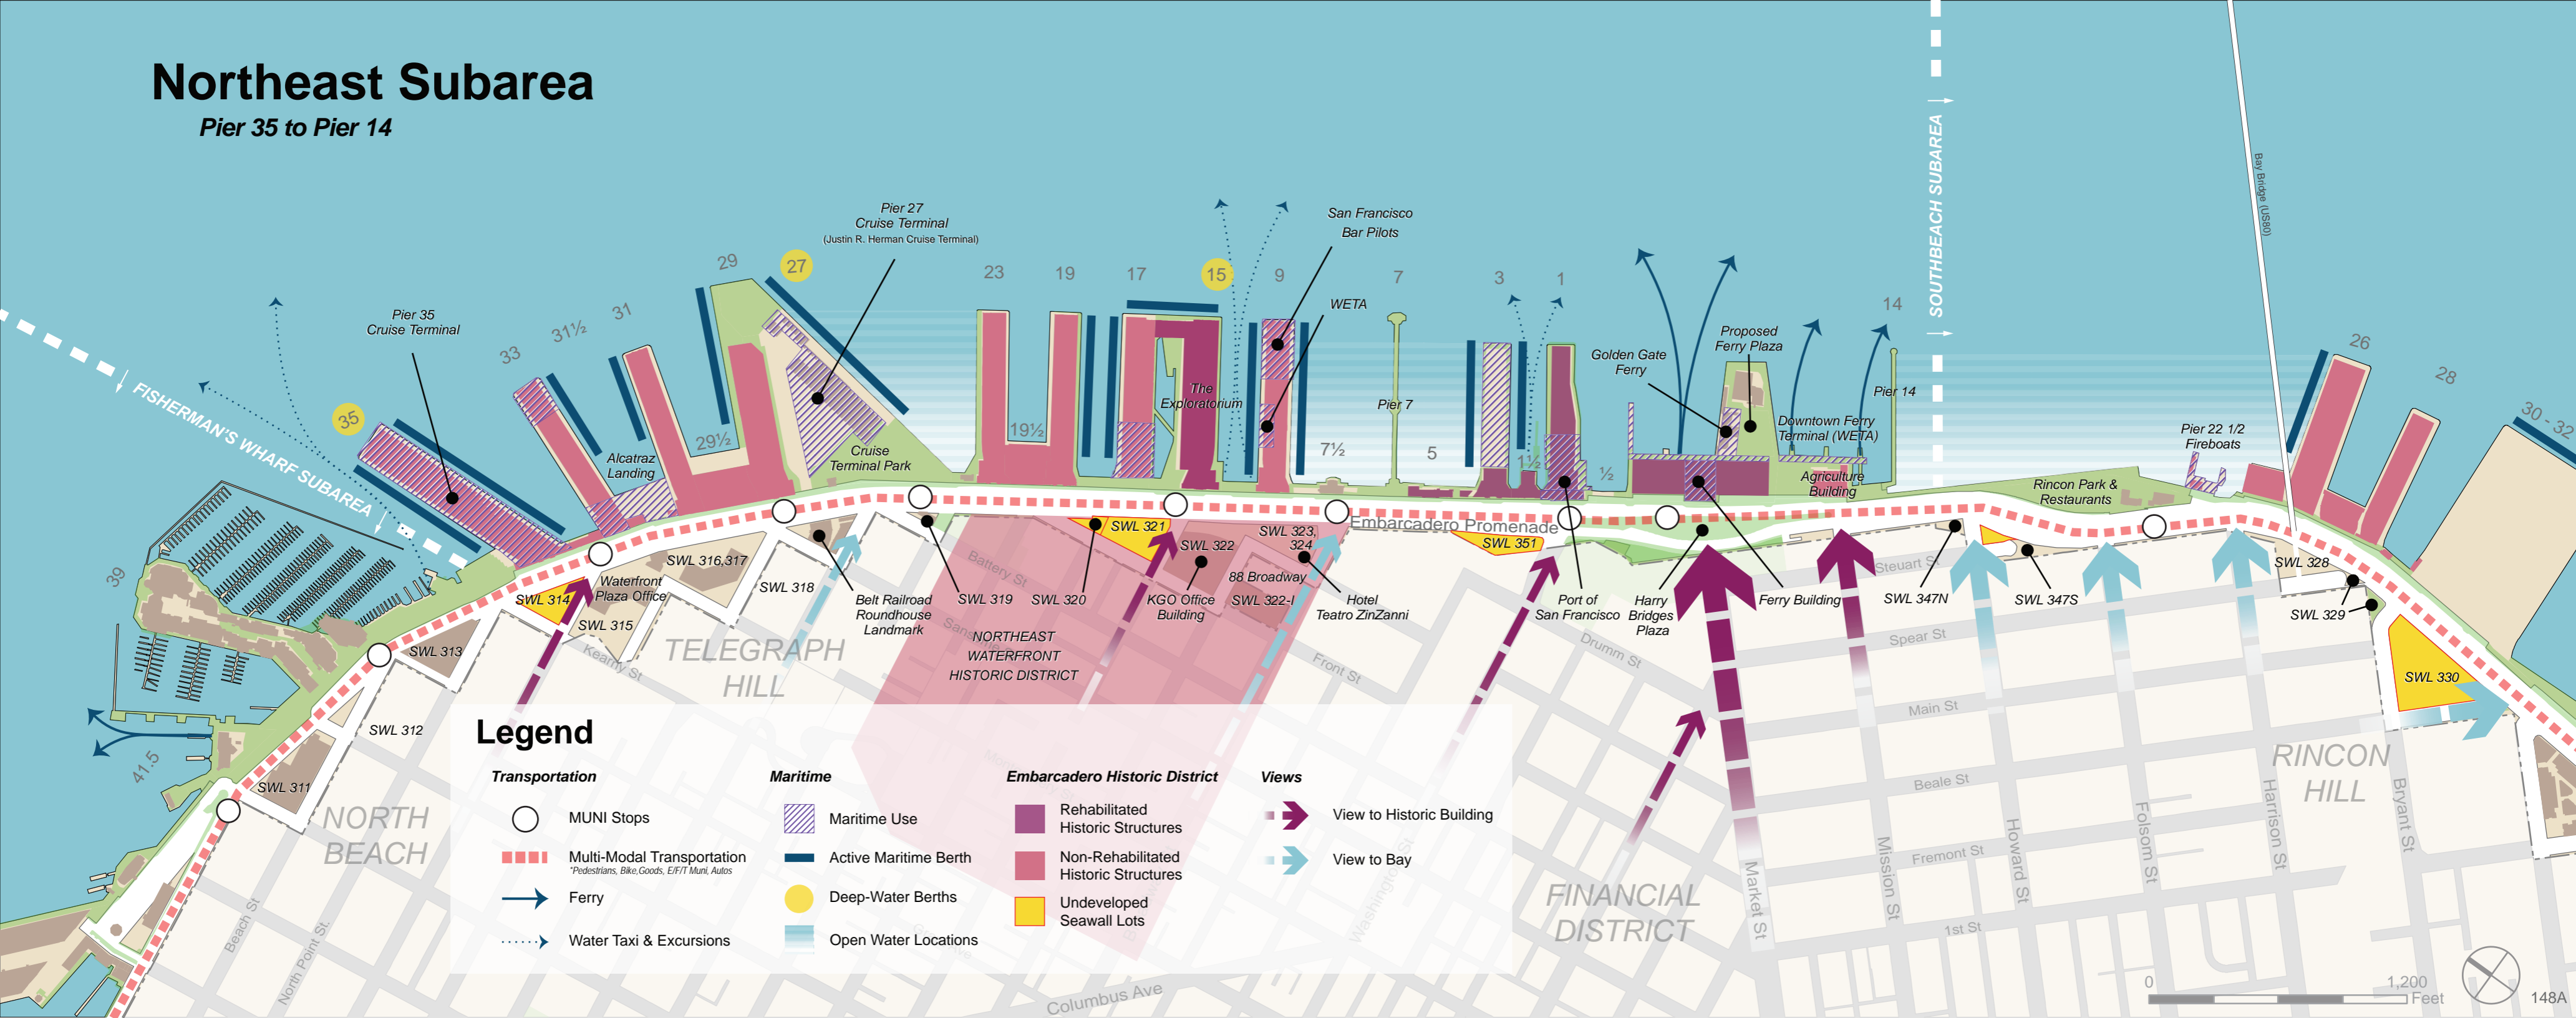 Northeast Subarea
Pier 35 to Pier 14
FISHERMAN'S WHARF SUBAREA
SOUTHBEACH SUBAREA
Bay Bridge (US80)
Pier 35
Cruise Terminal
Pier 27
Cruise Terminal
(Justin R. Herman Cruise Terminal)
San Francisco
Bar Pilots
WETA
Golden Gate
Ferry
Proposed
Ferry Plaza
Downtown Ferry
Terminal (WETA)
Agriculture
Building
Pier 14
Pier 7
The
Exploratorium
Cruise
Terminal Park
Alcatraz
Landing
Rincon Park &
Restaurants
Pier 22 1/2
Fireboats
39
41.5
35
33
31½
31
29½
29
27
23
19½
19
17
15
9
7½
7
5
3
1½
1
½
14
26
28
30 - 32
Embarcadero Promenade
SWL 311
SWL 312
SWL 313
SWL 314
Waterfront
Plaza Office
SWL 315
SWL 316,317
SWL 318
Belt Railroad
Roundhouse
Landmark
SWL 319
SWL 320
SWL 321
SWL 322
KGO Office
Building
SWL 323,
324
88 Broadway
SWL 322-I
Hotel
Teatro ZinZanni
SWL 351
Port of
San Francisco
Harry
Bridges
Plaza
Ferry Building
SWL 347N
SWL 347S
SWL 328
SWL 329
SWL 330
NORTHEAST
WATERFRONT
HISTORIC DISTRICT
NORTH
BEACH
TELEGRAPH
HILL
FINANCIAL
DISTRICT
RINCON
HILL
Beach St
North Point St.
Kearny St
Battery St
Front St
Drumm St
Washington St
Columbus Ave
Steuart St
Spear St
Main St
Beale St
Fremont St
1st St
Market St
Mission St
Howard St
Folsom St
Harrison St
Bryant St
Legend
Transportation
MUNI Stops
Multi-Modal Transportation
*Pedestrians, Bike,Goods, E/F/T Muni, Autos
Ferry
Water Taxi & Excursions
Maritime
Maritime Use
Active Maritime Berth
Deep-Water Berths
Open Water Locations
Embarcadero Historic District
Rehabilitated
Historic Structures
Non-Rehabilitated
Historic Structures
Undeveloped
Seawall Lots
Views
View to Historic Building
View to Bay
0
1,200
Feet
148A